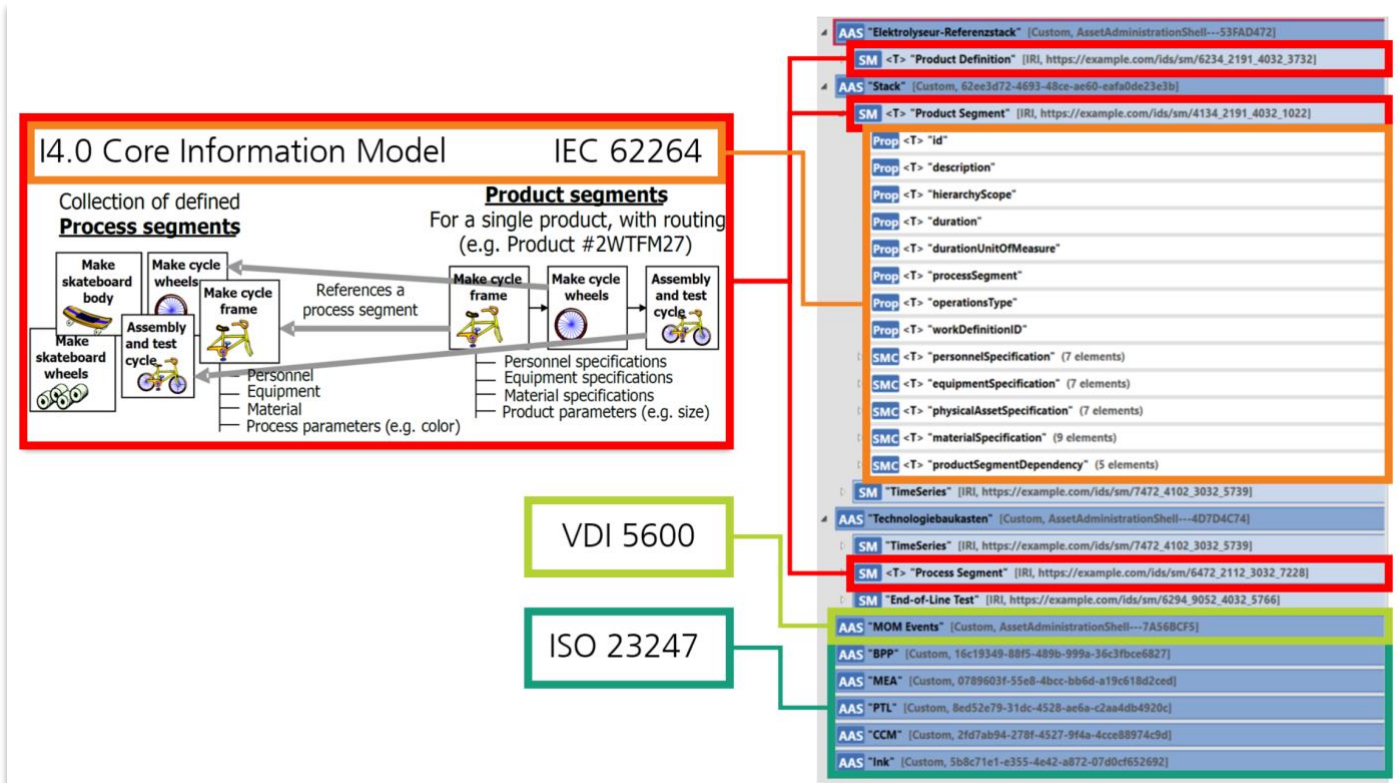 I4.0 Core Information Model IEC 62264
Collection of defined
Process segments
Product segments
For a single product, with routing
(e.g. Product #2WTFM27)
Make
skateboard
body
Make cycle
wheels
Make cycle
frame
Make
skateboard
wheels
Assembly
and test
cycle
References a
process segment
Make cycle
frame
Make cycle
wheels
Assembly
and test
cycle
Personnel
Equipment
Material
Process parameters (e.g. color)
Personnel specifications
Equipment specifications
Material specifications
Product parameters (e.g. size)
VDI 5600
ISO 23247
AAS "Elektrolyseur-Referenzstack" [Custom, AssetAdministrationShell---53FAD472]
SM <T> "Product Definition" [IRI, https://example.com/ids/sm/6234_2191_4032_3732]
AAS "Stack" [Custom, 62ee3d72-4693-48ce-ae60-eafa0de23e3b]
SM <T> "Product Segment" [IRI, https://example.com/ids/sm/4134_2191_4032_1022]
Prop <T> "id"
Prop <T> "description"
Prop <T> "hierarchyScope"
Prop <T> "duration"
Prop <T> "durationUnitOfMeasure"
Prop <T> "processSegment"
Prop <T> "operationsType"
Prop <T> "workDefinitionID"
SMC <T> "personnelSpecification" (7 elements)
SMC <T> "equipmentSpecification" (7 elements)
SMC <T> "physicalAssetSpecification" (7 elements)
SMC <T> "materialSpecification" (9 elements)
SMC <T> "productSegmentDependency" (5 elements)
SM "TimeSeries" [IRI, https://example.com/ids/sm/7472_4102_3032_5739]
AAS "Technologiebaukasten" [Custom, AssetAdministrationShell---4D7D4C74]
SM "TimeSeries" [IRI, https://example.com/ids/sm/7472_4102_3032_5739]
SM <T> "Process Segment" [IRI, https://example.com/ids/sm/6472_2112_3032_7228]
SM "End-of-Line Test" [IRI, https://example.com/ids/sm/6294_9052_4032_5766]
AAS "MOM Events" [Custom, AssetAdministrationShell---7A56BCF5]
AAS "BPP" [Custom, 16c19349-88f5-489b-999a-36c3fbce6827]
AAS "MEA" [Custom, 0789603f-55e8-4bcc-bb6d-a19c618d2ced]
AAS "PTL" [Custom, 8ed52e79-31dc-4528-ae6a-c2aa4db4920c]
AAS "CCM" [Custom, 2fd7ab94-278f-4527-9f4a-4cce88974c9d]
AAS "Ink" [Custom, 5b8c71e1-e355-4e42-a872-07d0cf652692]